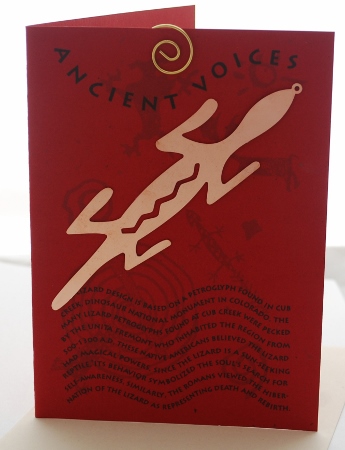 ANCIENT VOICES
LIZARD DESIGN IS BASED ON A PETROGLYPH FOUND IN CUB
CREEK, DINOSAUR NATIONAL MONUMENT IN COLORADO. THE
MANY LIZARD PETROGLYPHS FOUND AT CUB CREEK WERE PECKED
BY THE UINTA FREMONT WHO INHABITED THE REGION FROM
A.D. THESE NATIVE AMERICANS BELIEVED THE LIZARD
HAD MAGICAL POWERS. SINCE THE LIZARD IS A SUN SEEKING
REPTILE, ITS BEHAVIOR SYMBOLIZED THE SOUL'S SEARCH FOR
SELF-AWARENESS. SIMILARLY, THE ROMANS VIEWED THE HIBER-
NATION OF THE LIZARD AS REPRESENTING DEATH AND REBIRTH